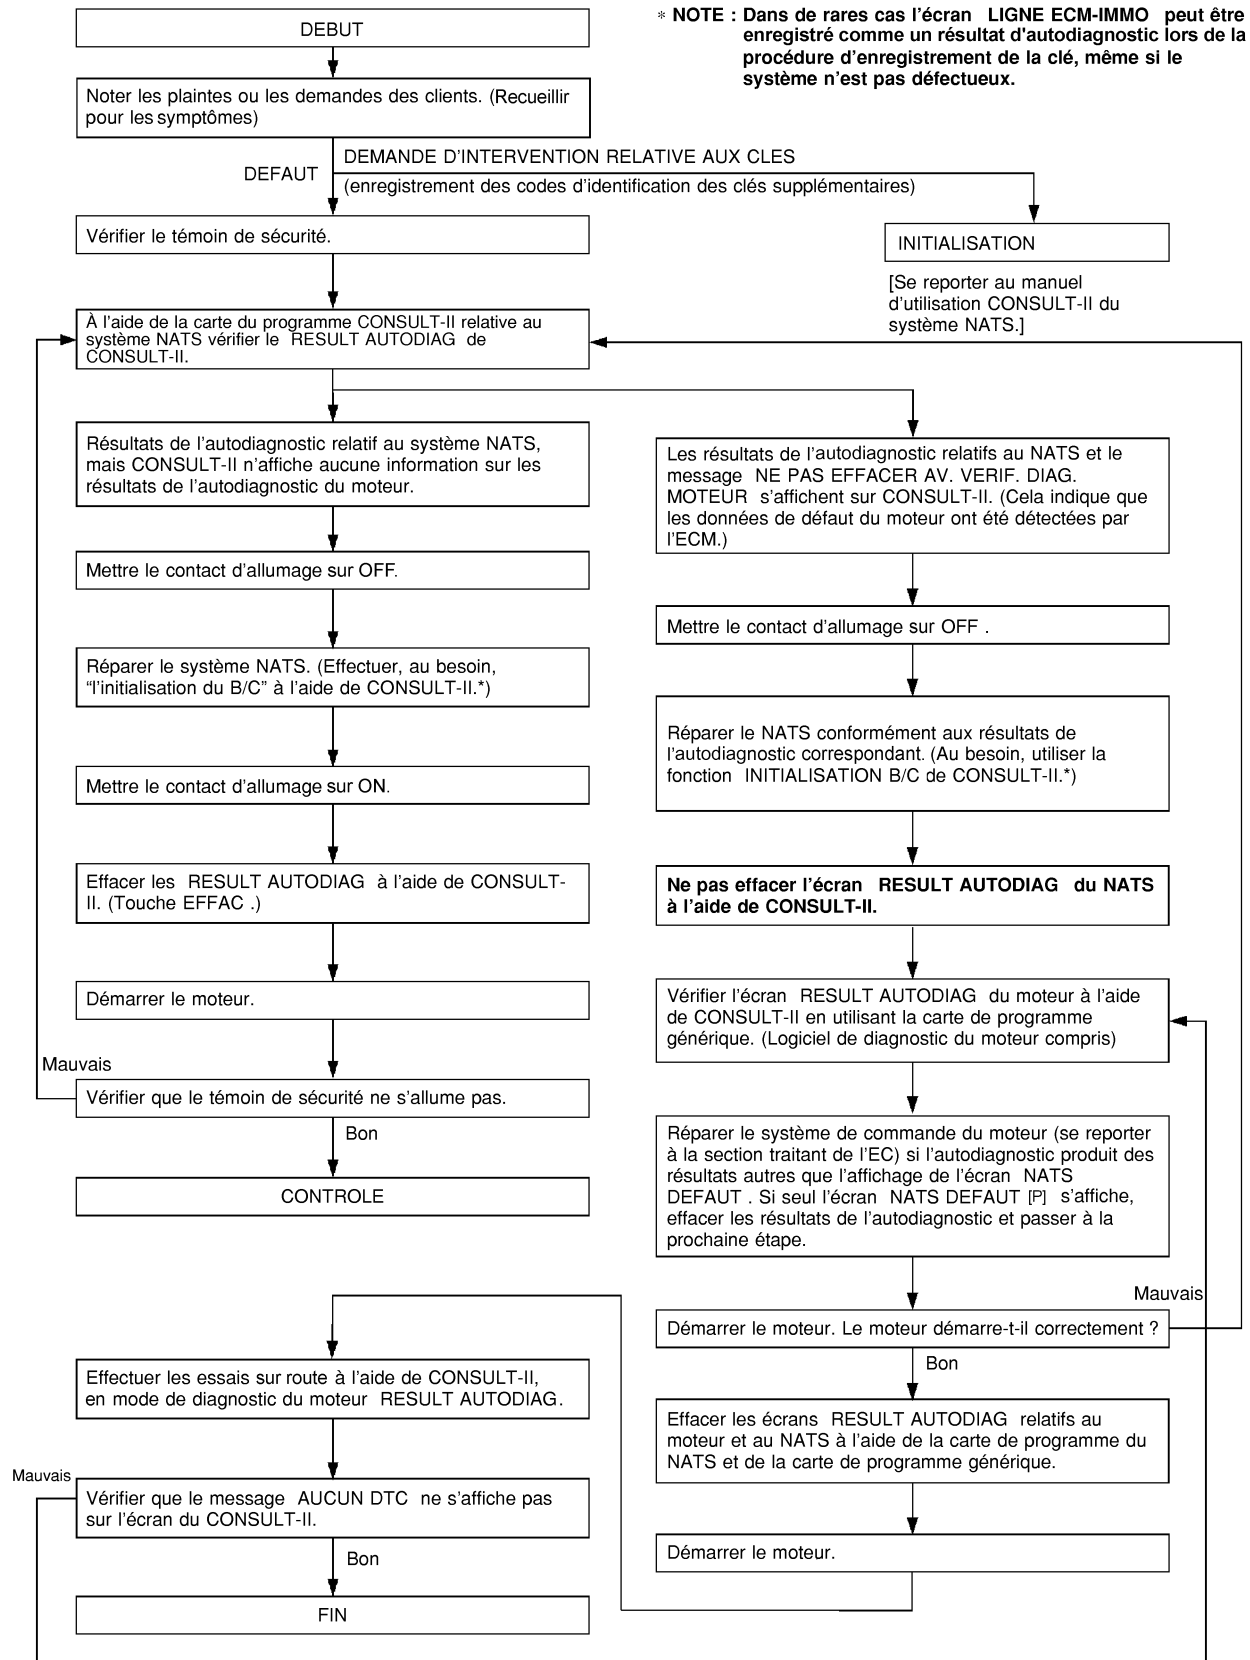 DEBUT
* NOTE : Dans de rares cas l'écran LIGNE ECM-IMMO peut être
enregistré comme un résultat d'autodiagnostic lors de la
procédure d'enregistrement de la clé, même si le
système n'est pas défectueux.
Noter les plaintes ou les demandes des clients. (Recueillir
pour les symptômes)
DEFAUT
DEMANDE D'INTERVENTION RELATIVE AUX CLES
(enregistrement des codes d'identification des clés supplémentaires)
Vérifier le témoin de sécurité.
INITIALISATION
[Se reporter au manuel
d'utilisation CONSULT-II du
système NATS.]
À l'aide de la carte du programme CONSULT-II relative au
système NATS vérifier le RESULT AUTODIAG de
CONSULT-II.
Résultats de l'autodiagnostic relatif au système NATS,
mais CONSULT-II n'affiche aucune information sur les
résultats de l'autodiagnostic du moteur.
Mettre le contact d'allumage sur OFF.
Réparer le système NATS. (Effectuer, au besoin,
“l'initialisation du B/C” à l'aide de CONSULT-II.*)
Mettre le contact d'allumage sur ON.
Effacer les RESULT AUTODIAG à l'aide de CONSULT-
II. (Touche EFFAC .)
Démarrer le moteur.
Mauvais
Vérifier que le témoin de sécurité ne s'allume pas.
Bon
CONTROLE
Les résultats de l'autodiagnostic relatifs au NATS et le
message NE PAS EFFACER AV. VERIF. DIAG.
MOTEUR s'affichent sur CONSULT-II. (Cela indique que
les données de défaut du moteur ont été détectées par
l'ECM.)
Mettre le contact d'allumage sur OFF .
Réparer le NATS conformément aux résultats de
l'autodiagnostic correspondant. (Au besoin, utiliser la
fonction INITIALISATION B/C de CONSULT-II.*)
Ne pas effacer l'écran RESULT AUTODIAG du NATS
à l'aide de CONSULT-II.
Vérifier l'écran RESULT AUTODIAG du moteur à l'aide
de CONSULT-II en utilisant la carte de programme
générique. (Logiciel de diagnostic du moteur compris)
Réparer le système de commande du moteur (se reporter
à la section traitant de l'EC) si l'autodiagnostic produit des
résultats autres que l'affichage de l'écran NATS
DEFAUT . Si seul l'écran NATS DEFAUT [P] s'affiche,
effacer les résultats de l'autodiagnostic et passer à la
prochaine étape.
Mauvais
Démarrer le moteur. Le moteur démarre-t-il correctement ?
Bon
Effacer les écrans RESULT AUTODIAG relatifs au
moteur et au NATS à l'aide de la carte de programme du
NATS et de la carte de programme générique.
Démarrer le moteur.
Effectuer les essais sur route à l'aide de CONSULT-II,
en mode de diagnostic du moteur RESULT AUTODIAG.
Mauvais
Vérifier que le message AUCUN DTC ne s'affiche pas
sur l'écran du CONSULT-II.
Bon
FIN